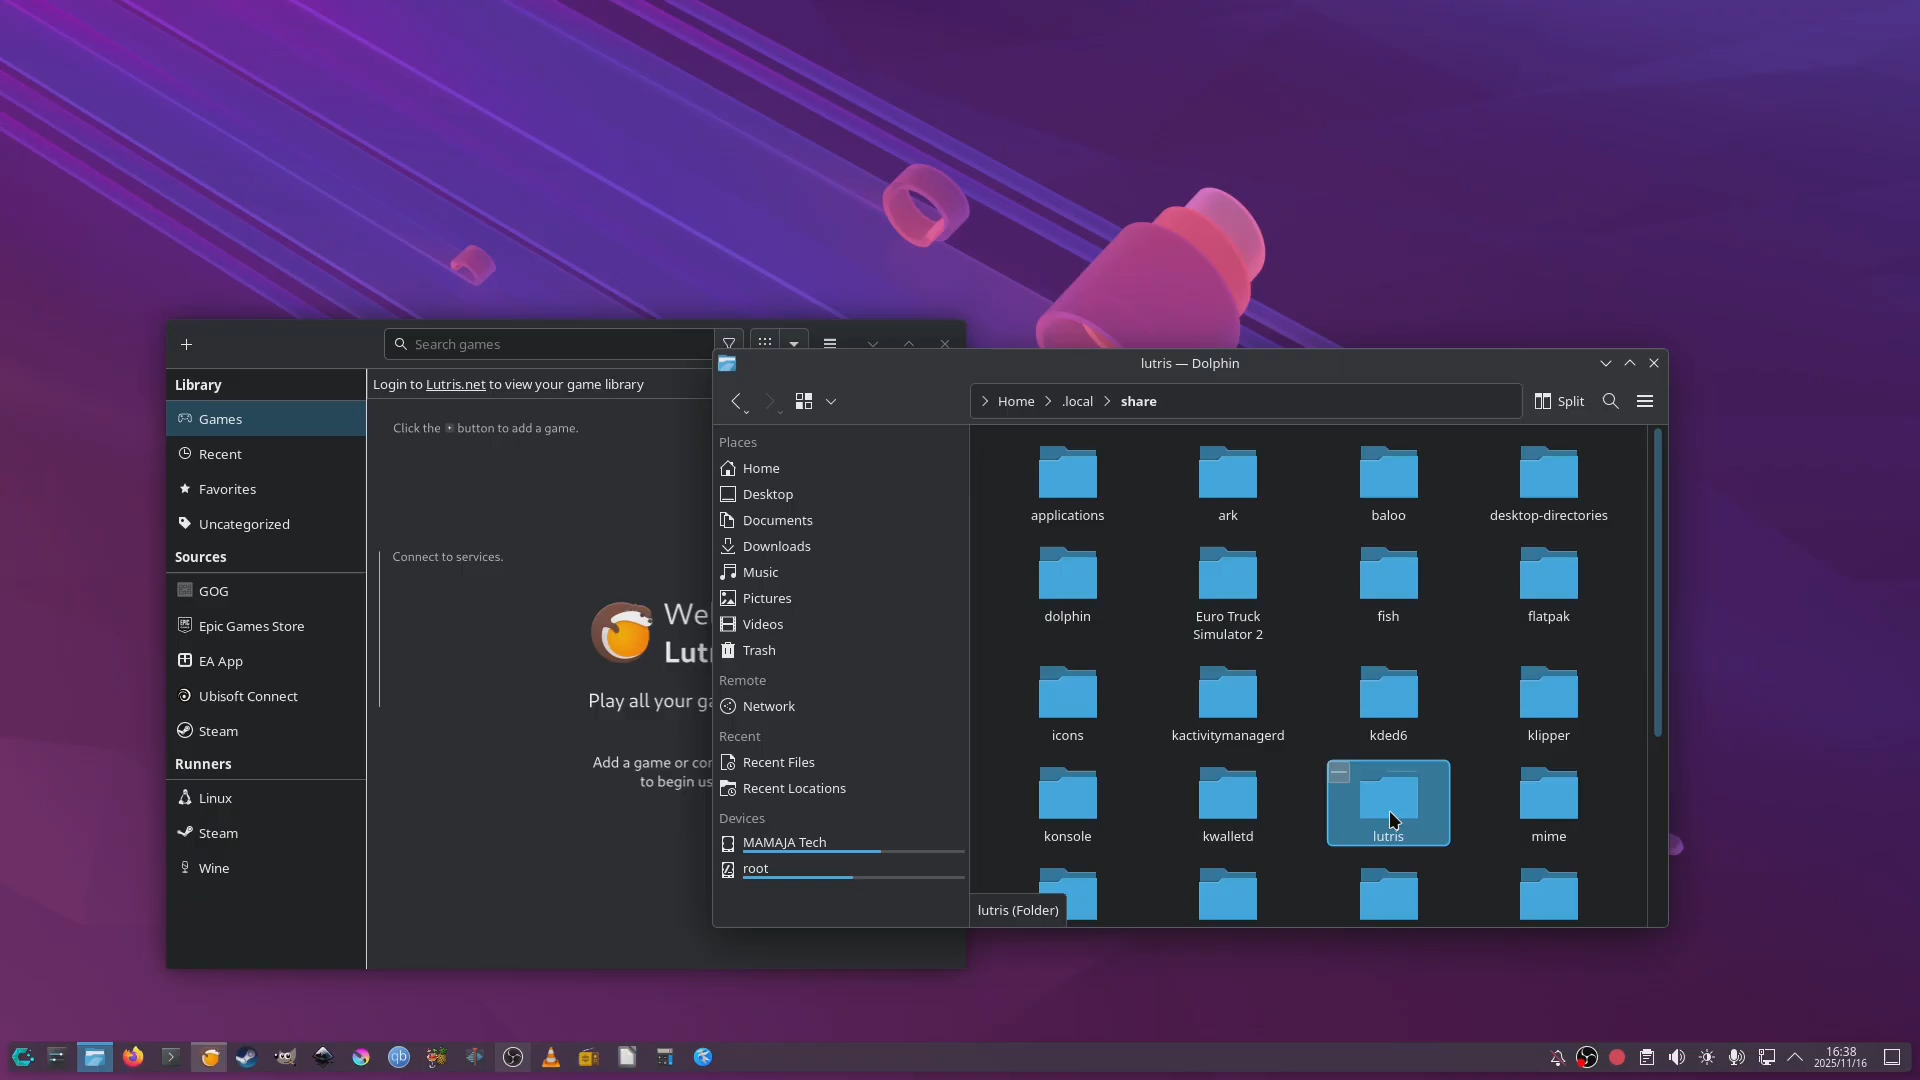 Search games
Library
Games
Recent
Favorites
Uncategorized
Sources
GOG
Epic Games Store
EA App
Ubisoft Connect
Steam
Runners
Linux
Steam
Wine
Login to Lutris.net to view your game library
Click the button to add a game.
Connect to services.
Play all your
Add a game or
to begin
lutris — Dolphin
Home
.local
share
Split
Places
Home
Desktop
Documents
Downloads
Music
Pictures
Videos
Trash
Remote
Network
Recent
Recent Files
Recent Locations
Devices
MAMAJA Tech
root
applications
ark
baloo
desktop-directories
dolphin
Euro Truck
Simulator 2
fish
flatpak
icons
kactivitymanagerd
kded6
klipper
konsole
kwalletd
lutris
mime
lutris (Folder)
16:38
2025/11/16